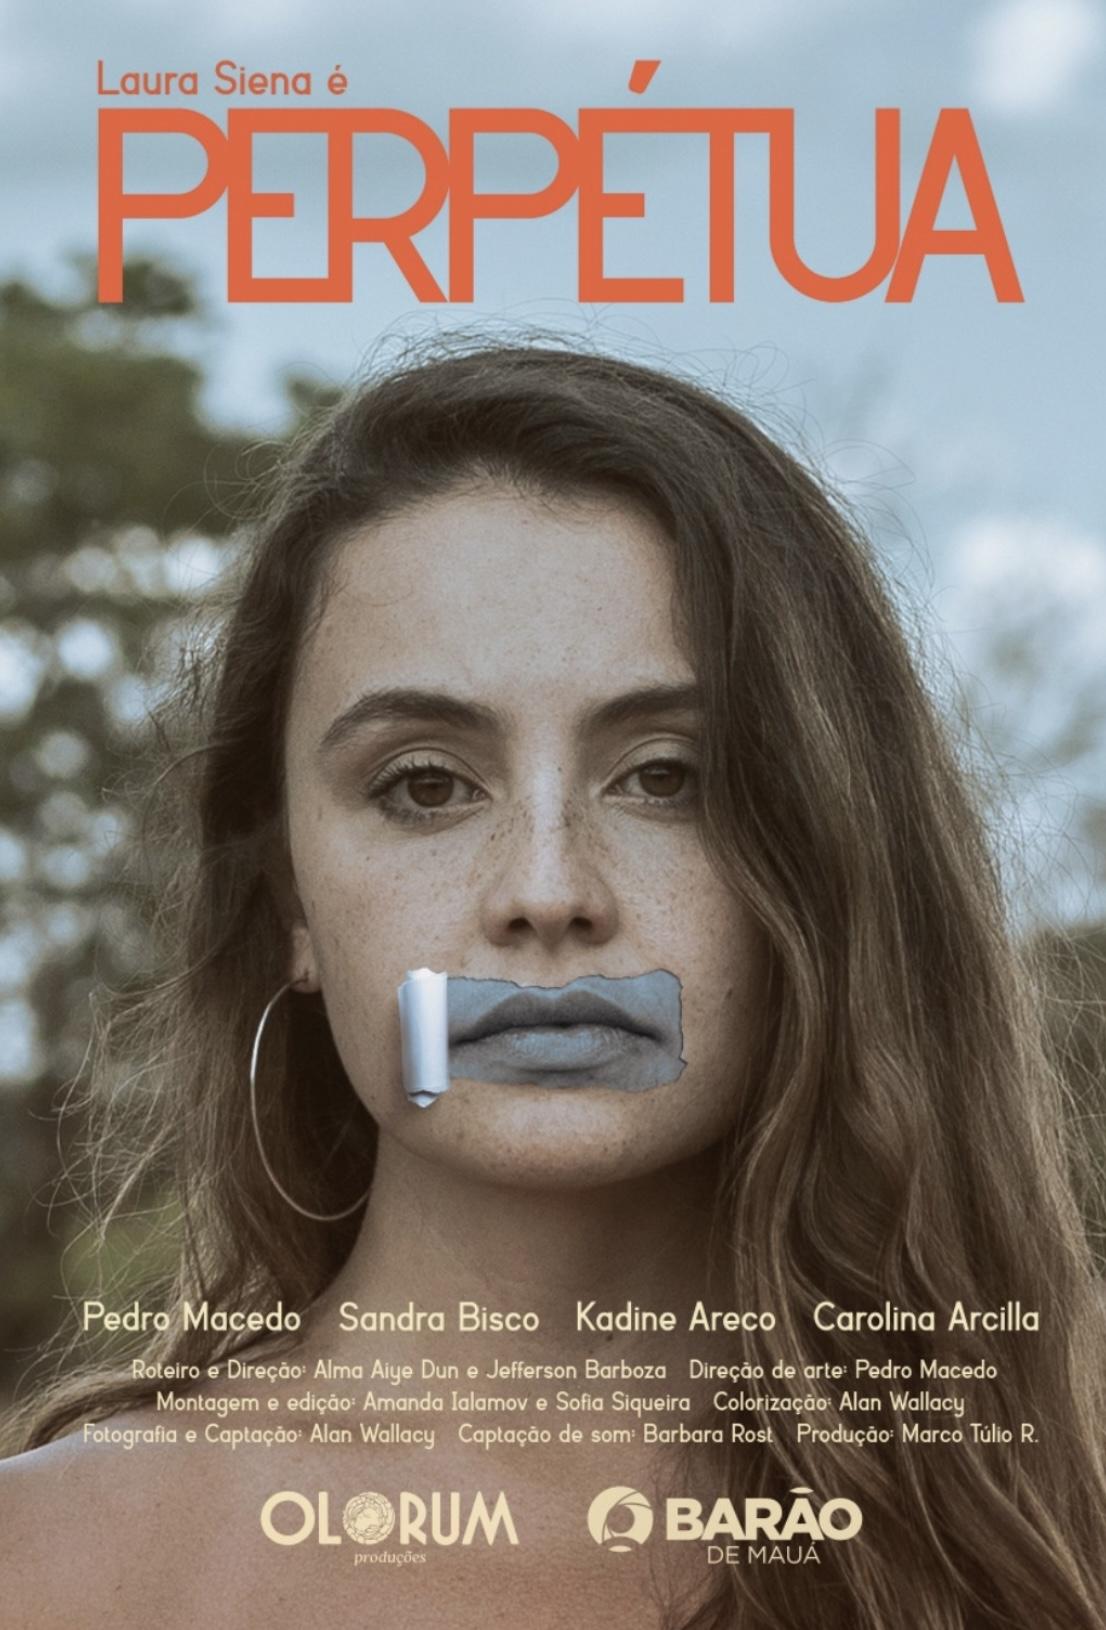 Laura Siena é
PERPÉTUA
Pedro Macedo Sandra Bisco Kadine Areco Carolina Arcilla
Roteiro e Direção: Alma Aiye Dun e Jefferson Barboza Direção de arte: Pedro Macedo
Montagem e edição: Amanda Ialamov e Sofia Siqueira Colorização: Alan Wallacy
Fotografia e Captação: Alan Wallacy Captação de som: Barbara Rost Produção: Marco Túlio R.
OLORUM
produções
BARÃO
DE MAUÁ